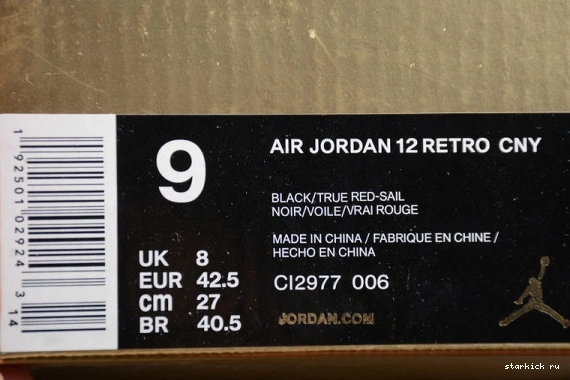 1 92501 02924 3 14
9
AIR JORDAN 12 RETRO CNY
BLACK/TRUE RED-SAIL
NOIR/VOILE/VRAI ROUGE
MADE IN CHINA / FABRIQUE EN CHINE /
HECHO EN CHINA
UK 8
EUR 42.5
cm 27
BR 40.5
CI2977 006
JORDAN.COM
starkick ru